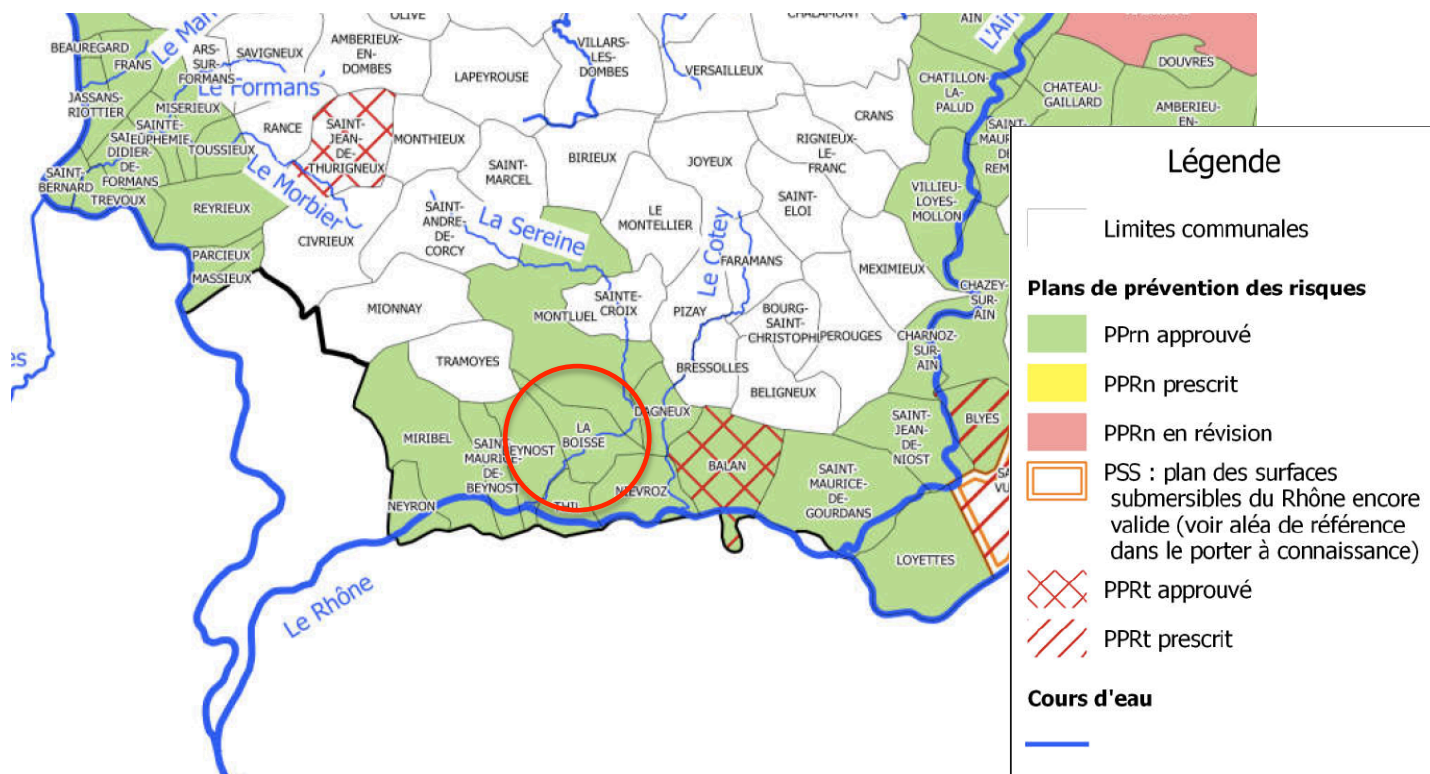 OLIVE
CHALAMONT
AIN
L'Ain
BEAUREGARD
FRANS
ARS-
SUR-
FORMANS
SAVIGNEUX
AMBERIEUX-
EN-
DOMBES
LAPEYROUSE
VILLARS-
LES-
DOMBES
VERSAILLEUX
DOUVRES
CHATILLON-
LA-
PALUD
CHATEAU-
GAILLARD
AMBERIEU-
EN-
JASSANS-
RIOTTIER
Le Formans
MISERIEUX
SAINTE-
EUPHEMIE
RANCE
SAINT-
JEAN-
DE-
THURIGNEUX
MONTHIEUX
CRANS
DIDIER-
DE-
FORMANS
TOUSSIEUX
SAINT-
BERNARD
TREVOUX
REYRIEUX
Le Morbier
SAINT-
MARCEL
BIRIEUX
JOYEUX
RIGNIEUX-
LE-
FRANC
VILLIEU-
LOYES-
MOLLON
SAINT-
ANDRE-
DE-
CORCY
La Sereine
LE
MONTELLIER
SAINT-
ELOI
CIVRIEUX
PARCIEUX
MASSIEUX
Le Cotey
FARAMANS
MEXIMIEUX
CHAZEY-
SUR-
AIN
MIONNAY
MONTLUEL
SAINTE-
CROIX
PIZAY
BOURG-
SAINT-
CHRISTOPH
PEROUGES
CHARNOZ-
SUR-
AIN
TRAMOYES
BRESSOLLES
BELIGNEUX
DAGNEUX
MIRIBEL
SAINT-
MAURICE-
DE-
BEYNOST
EYNOST
LA
BOISSE
BALAN
SAINT-
MAURICE-
DE-
GOURDANS
SAINT-
JEAN-
DE-
NIOST
BLYES
NEYRON
THIL
NIEVROZ
LOYETTES
Le Rhône
Légende
Limites communales
Plans de prévention des risques
PPrn approuvé
PPRn prescrit
PPRn en révision
PSS : plan des surfaces
submersibles du Rhône encore
valide (voir aléa de référence
dans le porter à connaissance)
PPRt approuvé
PPRt prescrit
Cours d'eau